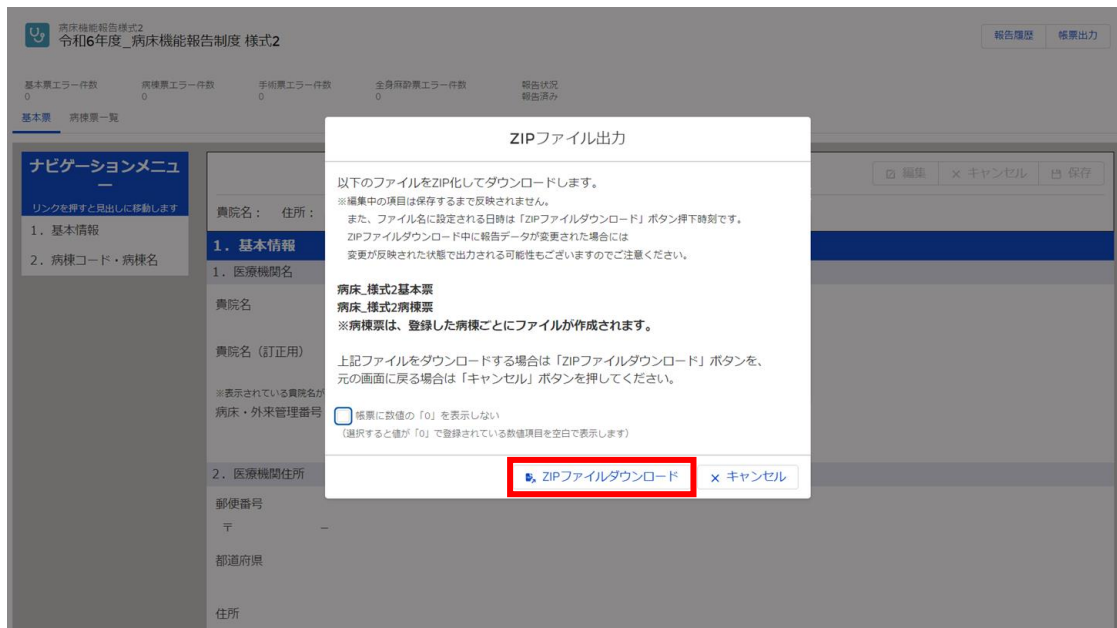 病床機能報告様式2
令和6年度_病床機能報告制度 様式2
報告履歴 帳票出力
基本票エラー件数 病棟票エラー件数 手術票エラー件数 全身麻酔票エラー件数 報告状況
0 0 0 0 報告済み
基本票 病棟票一覧
ナビゲーションメニュ
ー
リンクを押すと見出しに移動します
1. 基本情報
2. 病棟コード・病棟名
編集 キャンセル 保存
貴院名: 住所:
1. 基本情報
1. 医療機関名
貴院名
貴院名(訂正用)
※表示されている貴院名が
病床・外来管理番号
2. 医療機関住所
郵便番号
〒 －
都道府県
住所
ZIPファイル出力
以下のファイルをZIP化してダウンロードします。
※編集中の項目は保存するまで反映されません。
また、ファイル名に設定される日時は「ZIPファイルダウンロード」ボタン押下時刻です。
ZIPファイルダウンロード中に報告データが変更された場合には
変更が反映された状態で出力される可能性もございますのでご注意ください。
病床_様式2基本票
病床_様式2病棟票
※病棟票は、登録した病棟ごとにファイルが作成されます。
上記ファイルをダウンロードする場合は「ZIPファイルダウンロード」ボタンを、
元の画面に戻る場合は「キャンセル」ボタンを押してください。
帳票に数値の「0」を表示しない
(選択すると値が「0」で登録されている数値項目を空白で表示します)
ZIPファイルダウンロード キャンセル